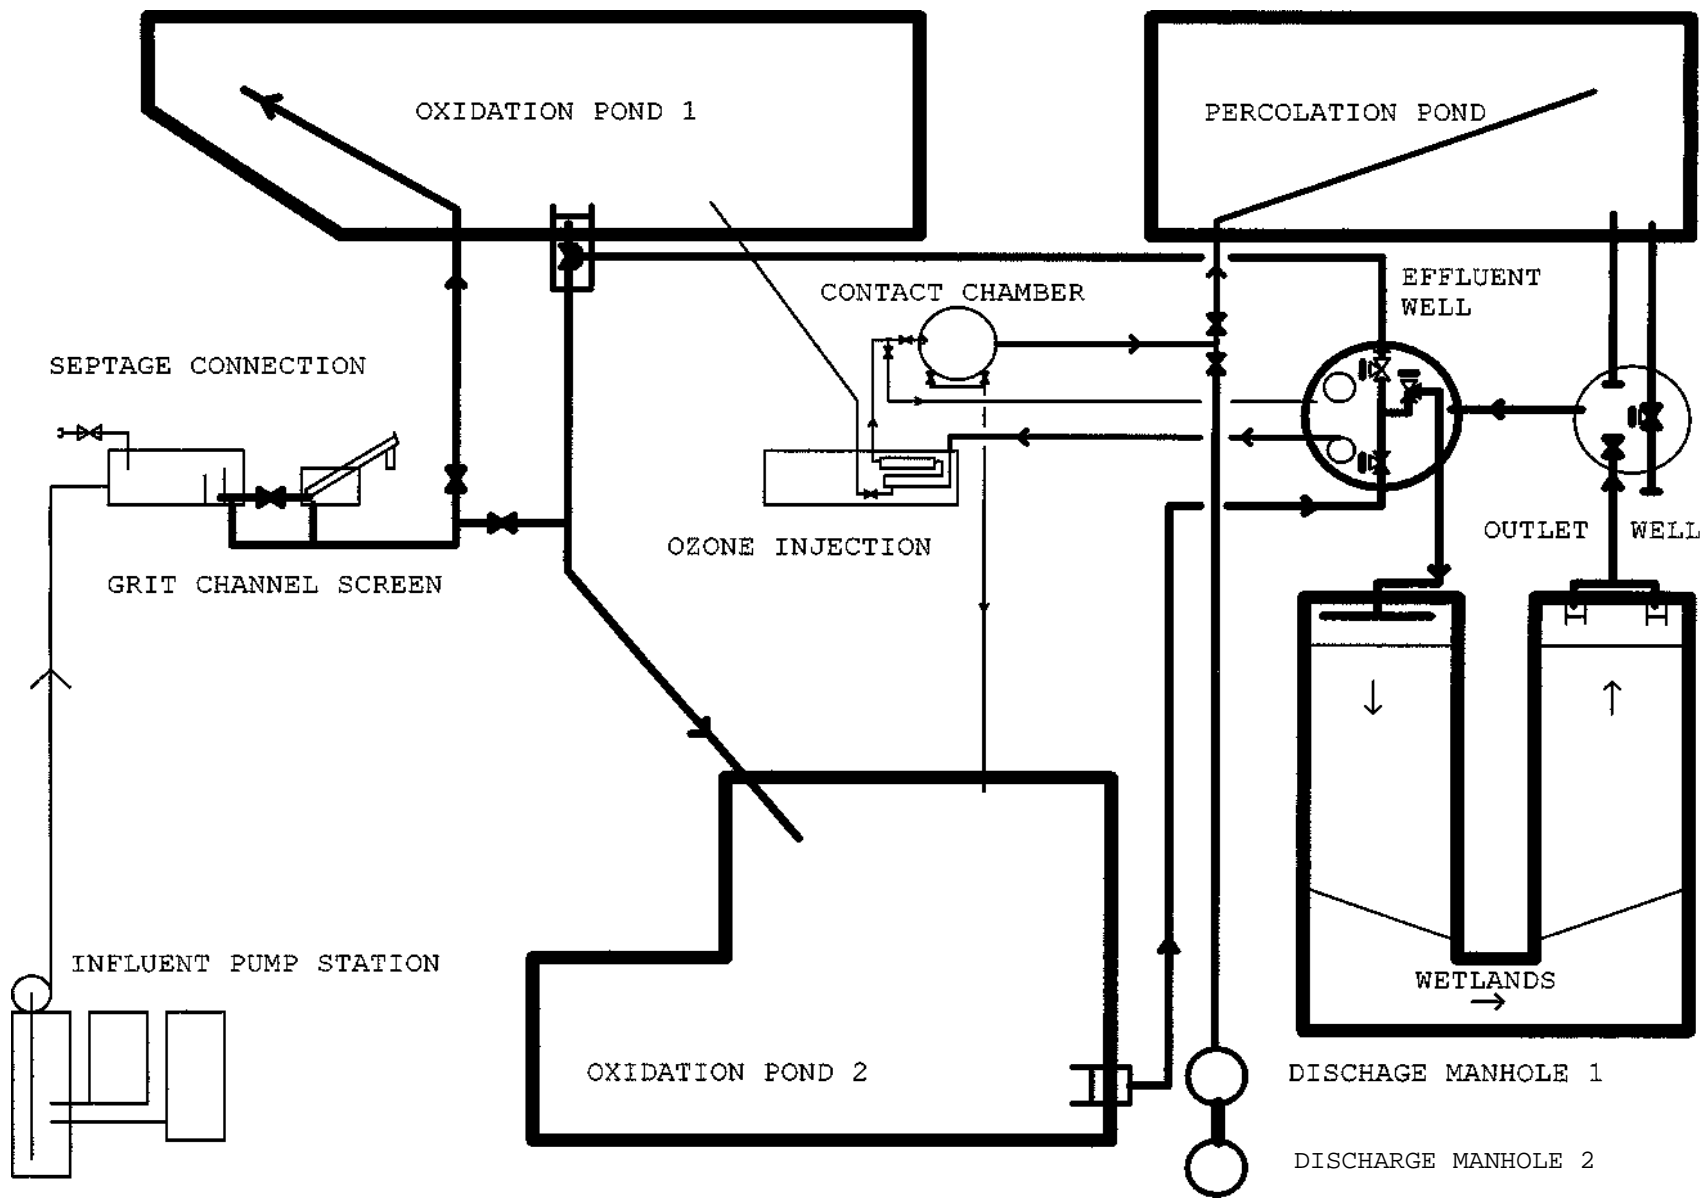 OXIDATION POND 1
PERCOLATION POND
EFFLUENT
WELL
CONTACT CHAMBER
SEPTAGE CONNECTION
OUTLET WELL
OZONE INJECTION
GRIT CHANNEL SCREEN
INFLUENT PUMP STATION
WETLANDS
OXIDATION POND 2
DISCHAGE MANHOLE 1
DISCHARGE MANHOLE 2